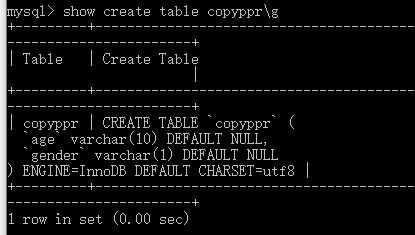 mysql> show create table copyppr\g
+----------+----------------
------------------------+
| Table    | Create Table
                        |
+----------+----------------
------------------------+
| copyppr | CREATE TABLE `copyppr` (
  `age` varchar(10) DEFAULT NULL,
  `gender` varchar(1) DEFAULT NULL
) ENGINE=InnoDB DEFAULT CHARSET=utf8 |
+----------+----------------
------------------------+
1 row in set (0.00 sec)